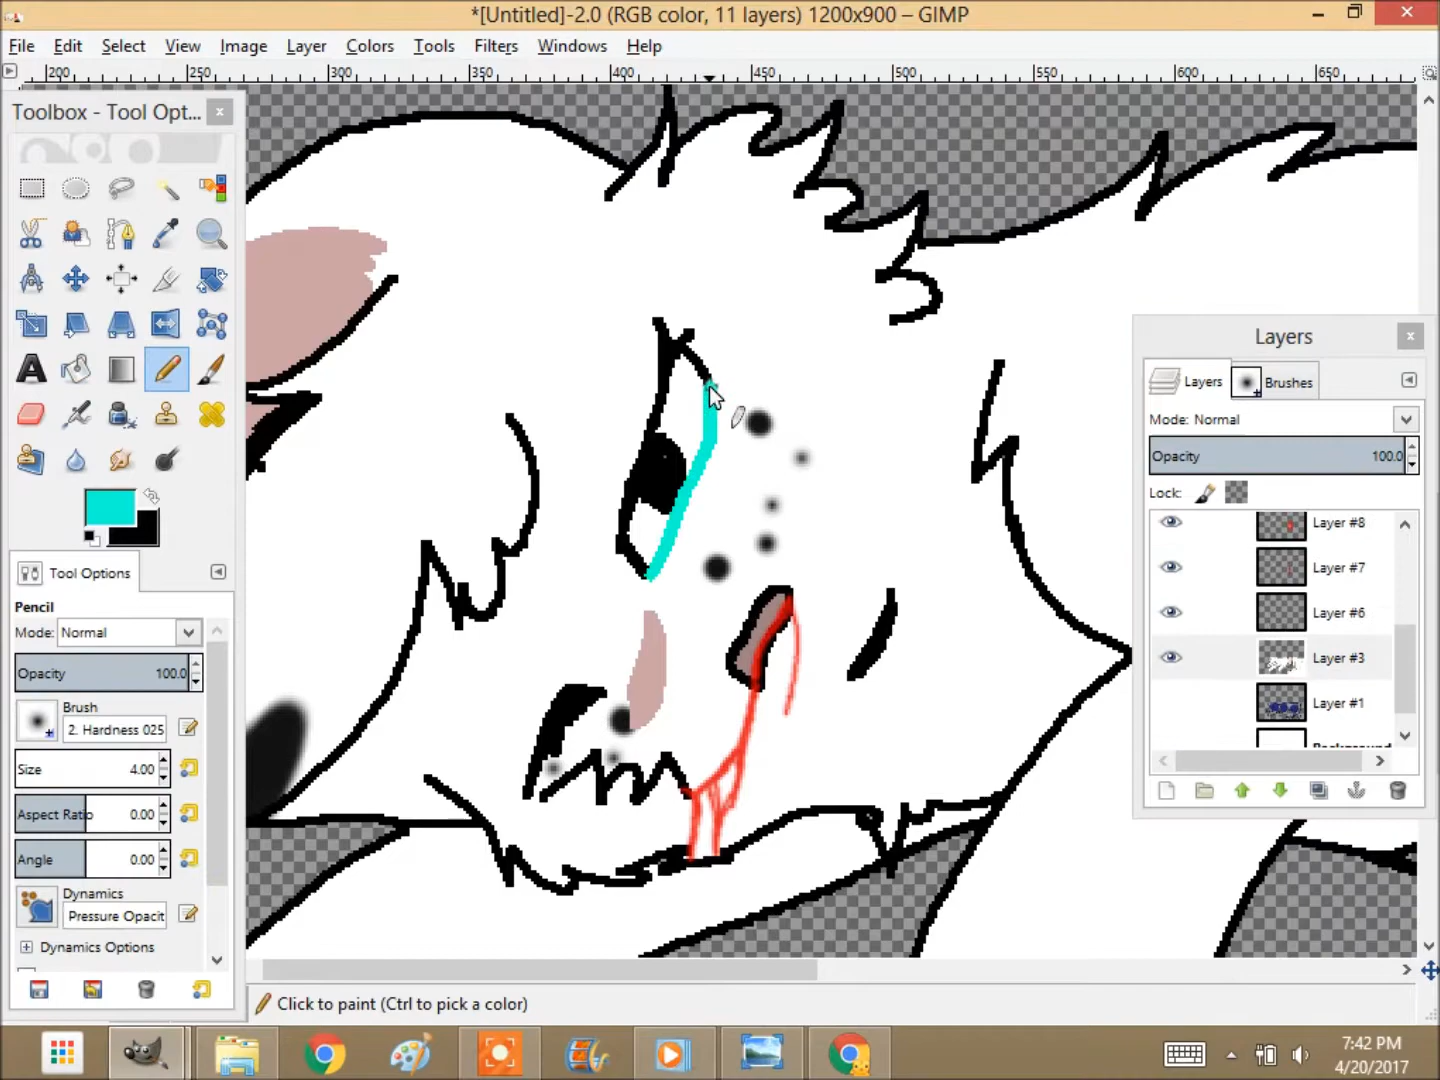 *[Untitled]-2.0 (RGB color, 11 layers) 1200x900 – GIMP
File Edit Select View Image Layer Colors Tools Filters Windows Help
200 250 300 350 400 450 500 550 600 650
Toolbox - Tool Opt...
Tool Options
Pencil
Mode: Normal
Opacity 100.0
Brush
2. Hardness 025
Size 4.00
Aspect Ratio 0.00
Angle 0.00
Dynamics
Pressure Opacit
Dynamics Options
Layers
Layers Brushes
Mode: Normal
Opacity 100.0
Lock:
Layer #8
Layer #7
Layer #6
Layer #3
Layer #1
Click to paint (Ctrl to pick a color)
7:42 PM
4/20/2017